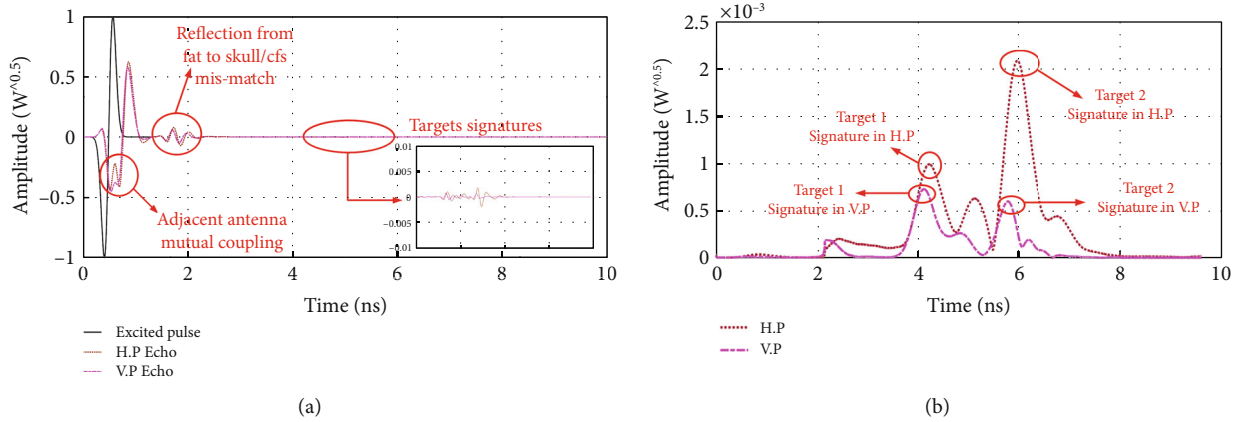 Amplitude (W^0.5)
1
0.5
0
−0.5
−1
Reflection from
fat to skull/cfs
mis-match
Targets signatures
Adjacent antenna
mutual coupling
0.01
0.005
0
−0.005
−0.01
0
2
4
6
8
10
Time (ns)
Excited pulse
H.P Echo
V.P Echo
(a)
×10−3
Amplitude (W^0.5)
2.5
2
1.5
1
0.5
0
Target 1
Signature in H.P
Target 2
Signature in H.P
Target 1
Signature in V.P
Target 2
Signature in V.P
0
2
4
6
8
10
Time (ns)
H.P
V.P
(b)